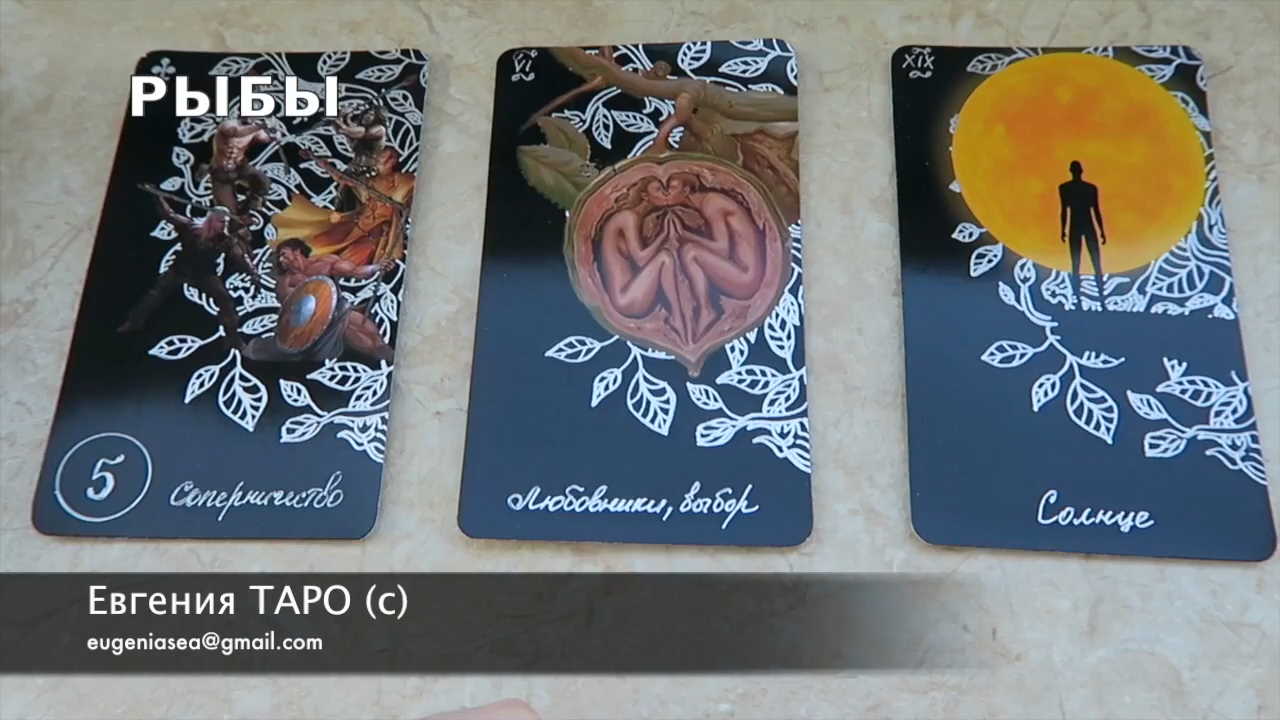 РЫБЫ
VI
XIX
5
Соперничество
Любовники, выбор
Солнце
Евгения ТАРО (с)
eugeniasea@gmail.com